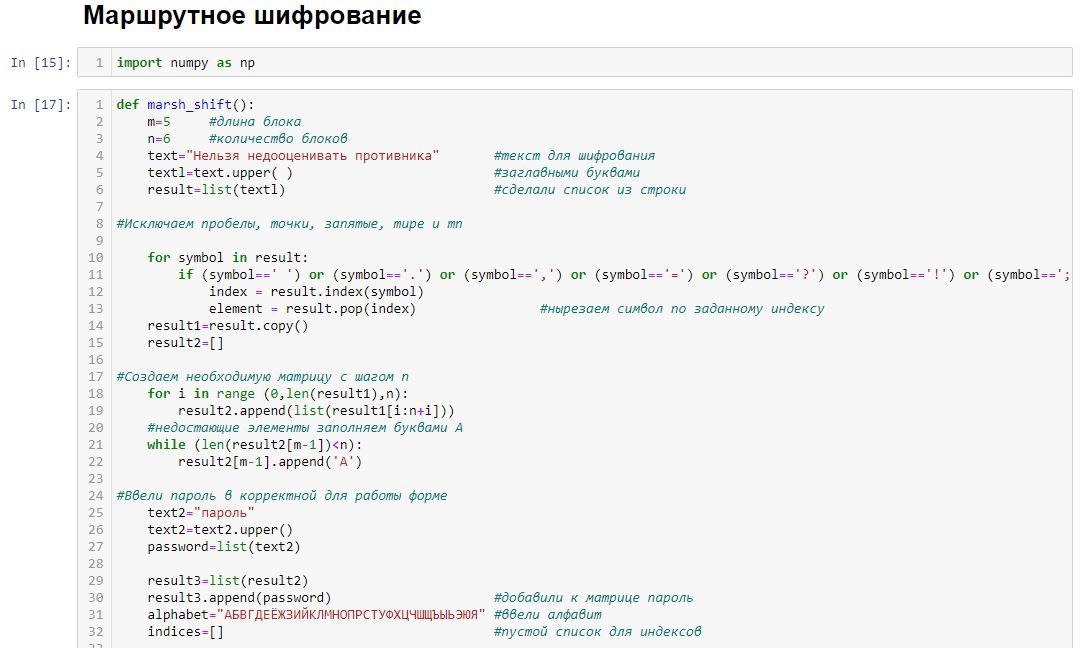 Маршрутное шифрование
In [15]:
1 import numpy as np
In [17]:
1 def marsh_shift():
2     m=5     #длина блока
3     n=6     #количество блоков
4     text="Нельзя недооценивать противника"       #текст для шифрования
5     textl=text.upper( )                          #заглавными буквами
6     result=list(textl)                           #сделали список из строки
7
8 #Исключаем пробелы, точки, запятые, тире и тп
9
10     for symbol in result:
11         if (symbol==' ') or (symbol=='.') or (symbol==',') or (symbol=='=') or (symbol=='?') or (symbol=='!') or (symbol==';
12             index = result.index(symbol)
13             element = result.pop(index)                #нырезаем символ по заданному индексу
14     result1=result.copy()
15     result2=[]
16
17 #Создаем необходимую матрицу с шагом n
18     for i in range (0,len(result1),n):
19         result2.append(list(result1[i:n+i]))
20     #недостающие элементы заполняем буквами А
21     while (len(result2[m-1])<n):
22         result2[m-1].append('А')
23
24 #Ввели пароль в корректной для работы форме
25     text2="пароль"
26     text2=text2.upper()
27     password=list(text2)
28
29     result3=list(result2)
30     result3.append(password)                     #добавили к матрице пароль
31     alphabet="АБВГДЕЁЖЗИЙКЛМНОПРСТУФХЦЧШЩЪЫЬЭЮЯ" #ввели алфавит
32     indices=[]                                   #пустой список для индексов